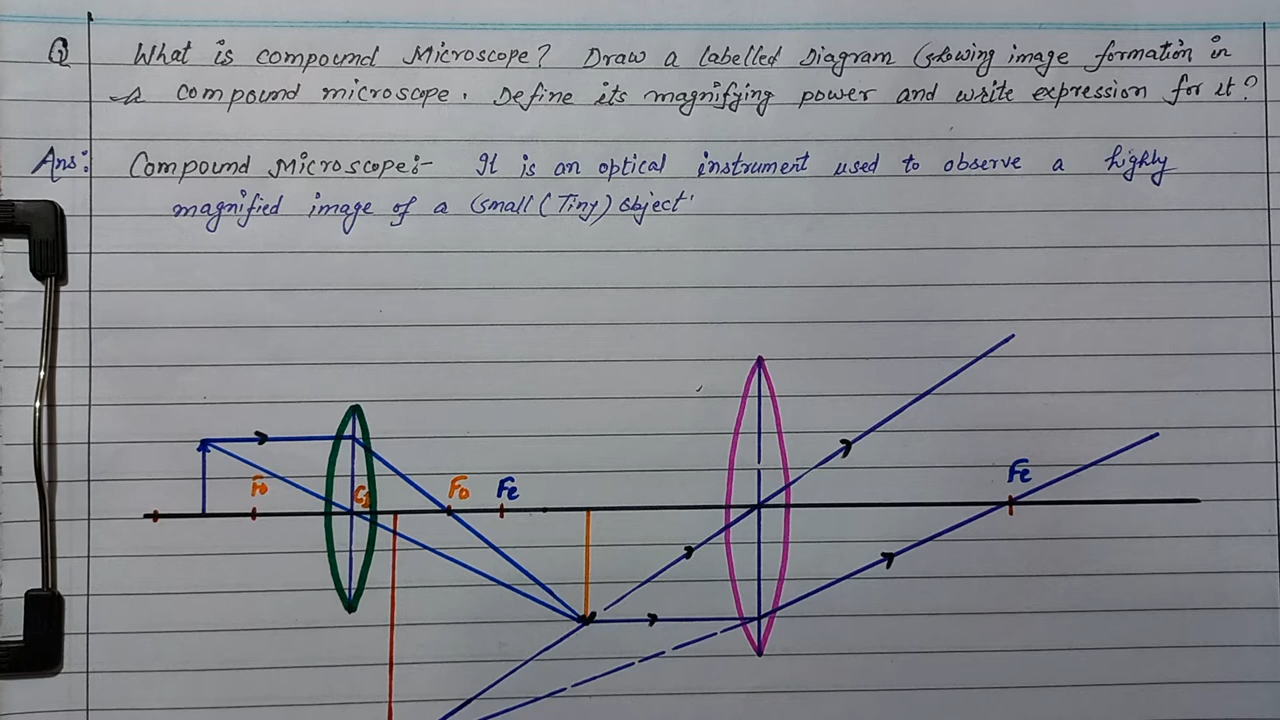 Q What is compound Microscope? Draw a labelled Diagram showing image formation in
a compound microscope. Define its magnifying power and write expression for it?
Ans: Compound Microscope:- It is an optical instrument used to observe a highly
magnified image of a small (Tiny) object.
Fo C1 Fo Fe Fe